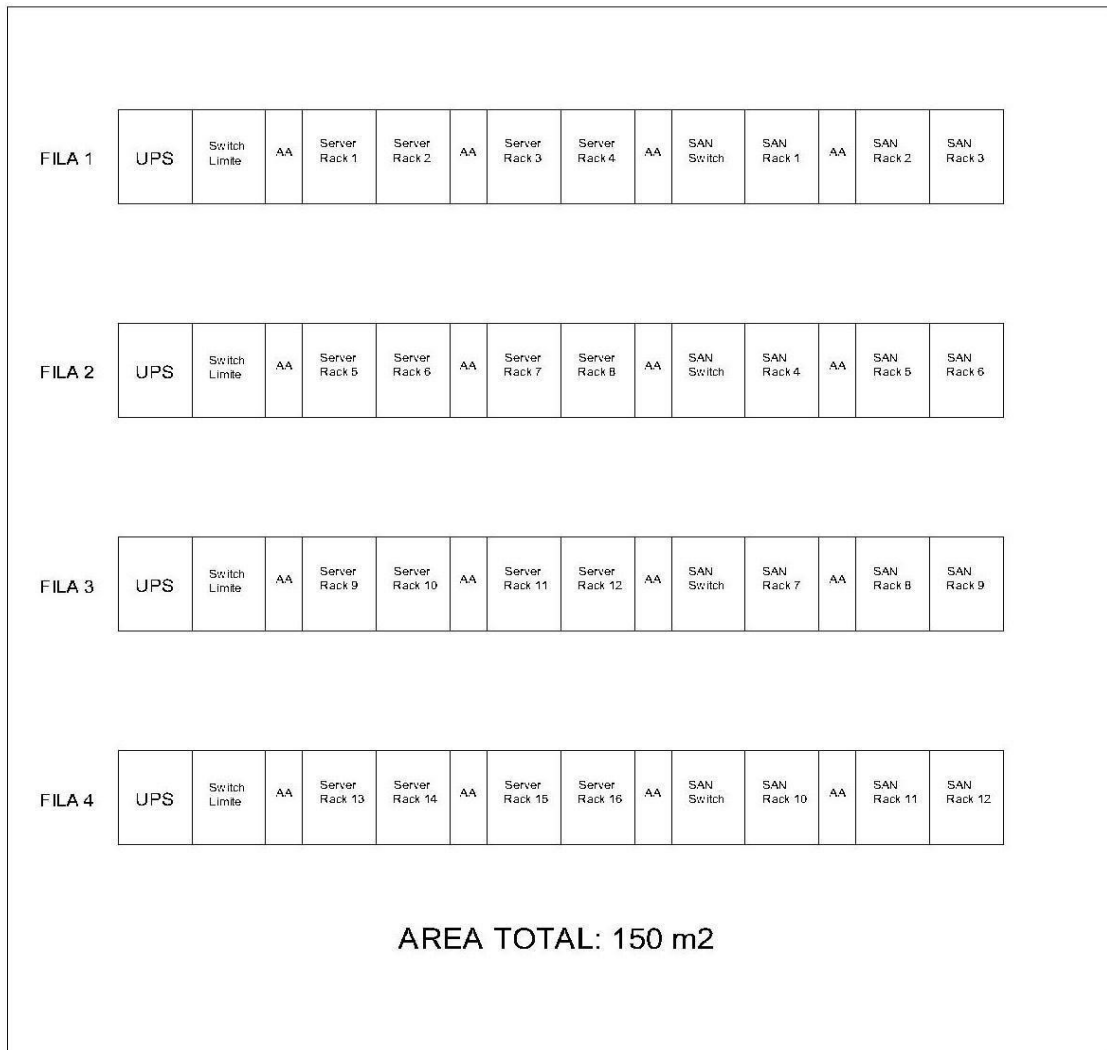 FILA 1
UPS
Switch
Limite
AA
Server
Rack 1
Server
Rack 2
AA
Server
Rack 3
Server
Rack 4
AA
SAN
Switch
SAN
Rack 1
AA
SAN
Rack 2
SAN
Rack 3
FILA 2
UPS
Switch
Limite
AA
Server
Rack 5
Server
Rack 6
AA
Server
Rack 7
Server
Rack 8
AA
SAN
Switch
SAN
Rack 4
AA
SAN
Rack 5
SAN
Rack 6
FILA 3
UPS
Switch
Limite
AA
Server
Rack 9
Server
Rack 10
AA
Server
Rack 11
Server
Rack 12
AA
SAN
Switch
SAN
Rack 7
AA
SAN
Rack 8
SAN
Rack 9
FILA 4
UPS
Switch
Limite
AA
Server
Rack 13
Server
Rack 14
AA
Server
Rack 15
Server
Rack 16
AA
SAN
Switch
SAN
Rack 10
AA
SAN
Rack 11
SAN
Rack 12
AREA TOTAL: 150 m2